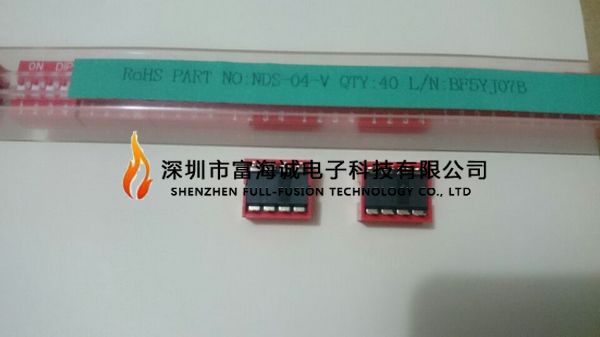 ON DIP
RoHS PART NO:NDS-04-V QTY:40 L/N:BF5YJ07B
深圳市富海诚电子科技有限公司
SHENZHEN FULL-FUSION TECHNOLOGY CO., LTD